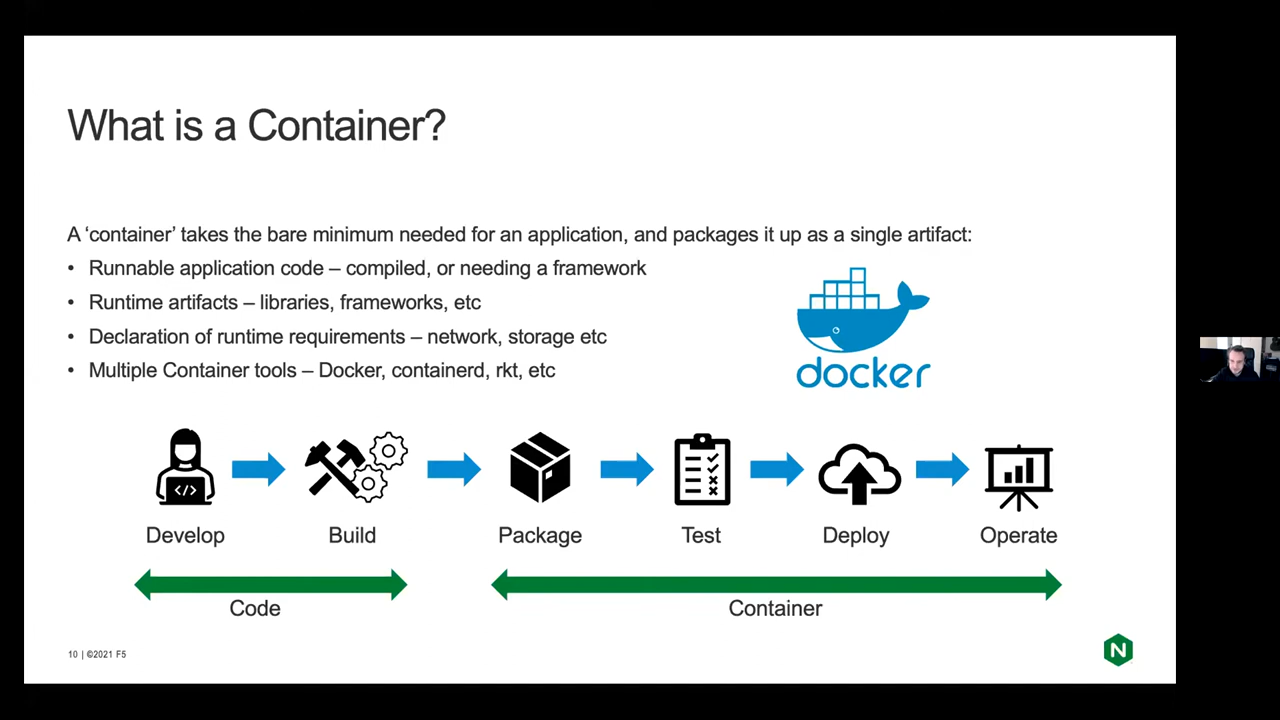 What is a Container?
A ‘container’ takes the bare minimum needed for an application, and packages it up as a single artifact:
• Runnable application code – compiled, or needing a framework
• Runtime artifacts – libraries, frameworks, etc
• Declaration of runtime requirements – network, storage etc
• Multiple Container tools – Docker, containerd, rkt, etc
docker
</>
Develop
Build
Package
Test
Deploy
Operate
Code
Container
10 | ©2021 F5
N